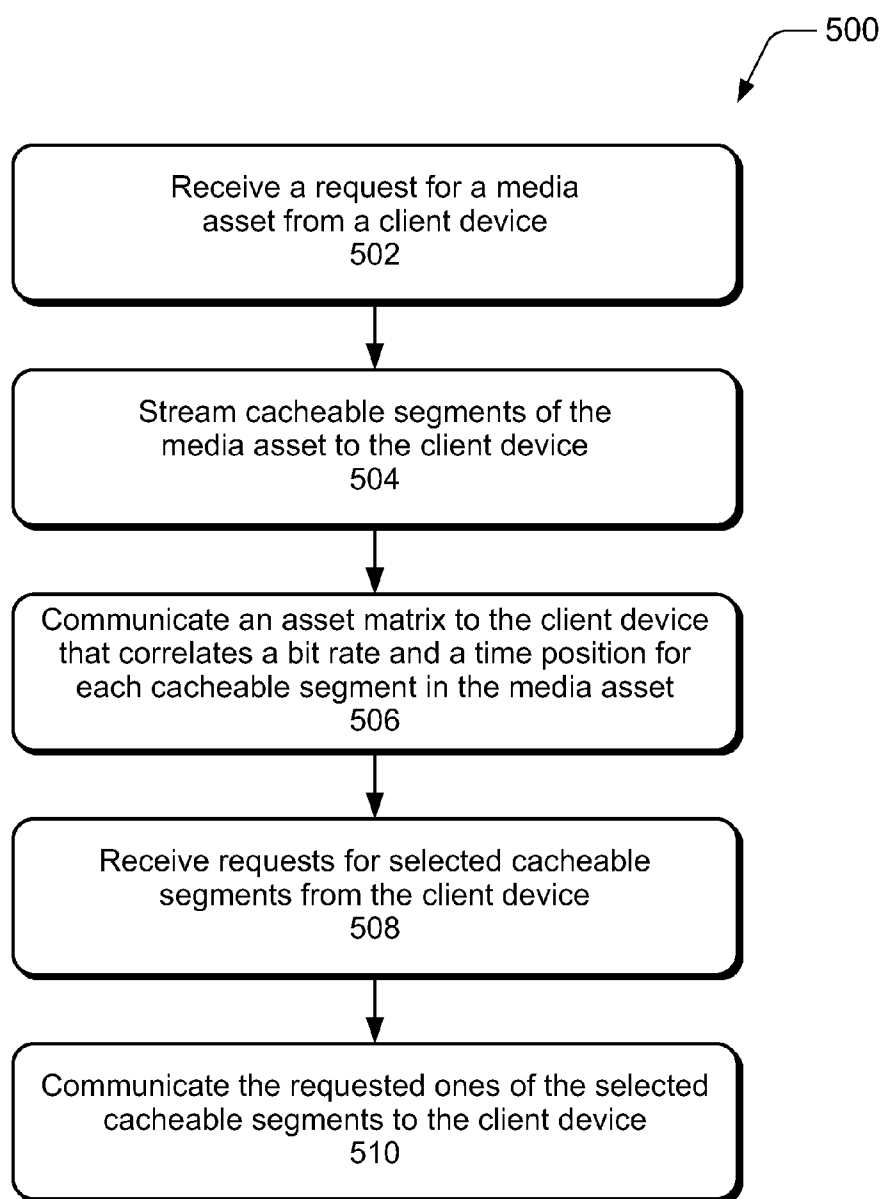 500
Receive a request for a media
asset from a client device
502
Stream cacheable segments of the
media asset to the client device
504
Communicate an asset matrix to the client device
that correlates a bit rate and a time position for
each cacheable segment in the media asset
506
Receive requests for selected cacheable
segments from the client device
508
Communicate the requested ones of the selected
cacheable segments to the client device
510